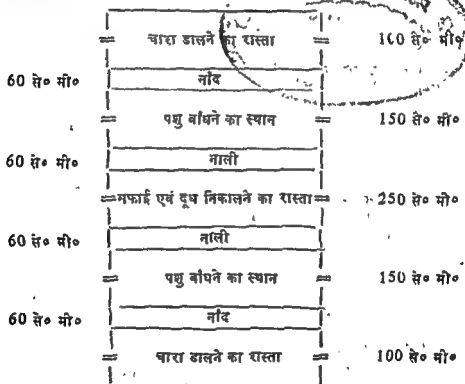 चारा डालने का रास्ता 100 से० मी०
60 से० मी० नाँद
पशु बाँधने का स्थान 150 से० मी०
60 से० मी० नाली
सफाई एवं दूध निकालने का रास्ता 250 से० मी०
60 से० मी० नाली
पशु बाँधने का स्थान 150 से० मी०
60 से० मी० नाँद
चारा डालने का रास्ता 100 से० मी०